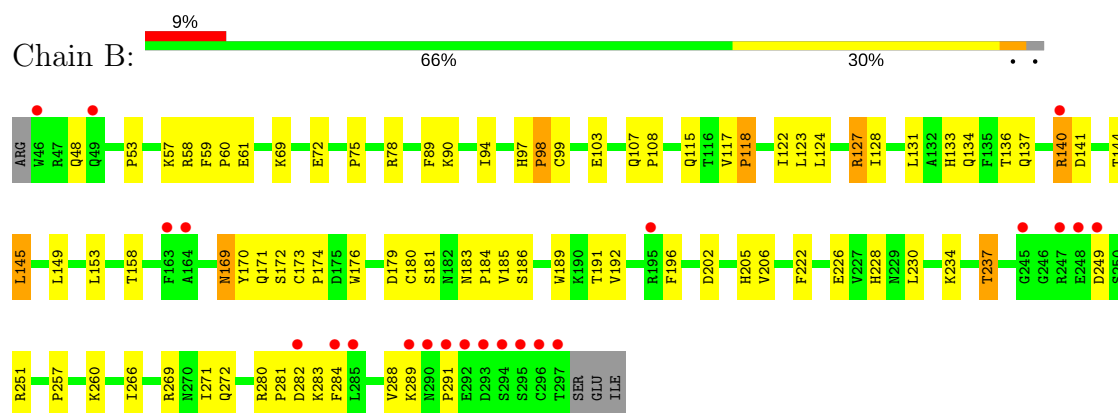 9%
Chain B:
66% 30% • •
ARG W46 R47 Q48 Q49 P53 K57 R58 F59 P60 E61 K69 E72 P75 R78 F89 K90 I94 H97 P98 C99 E103 Q107 P108 Q115 T116 V117 P118 I122 L123 L124 R127 I128 L131 A132 H133 Q134 F135 T136 Q137 R140 D141 T144
L145 L149 L153 T158 F163 A164 N169 Y170 Q171 S172 C173 P174 D175 W176 D179 C180 S181 N182 N183 P184 V185 S186 W189 K190 T191 V192 R195 F196 D202 H205 V206 F222 E226 V227 H228 N229 L230 K234 T237 G245 G246 R247 E248 D249 S250
R251 P257 K260 I266 R269 N270 I271 Q272 R280 P281 D282 K283 F284 L285 V288 K289 N290 P291 E292 D293 S294 S295 C296 T297 SER GLU ILE